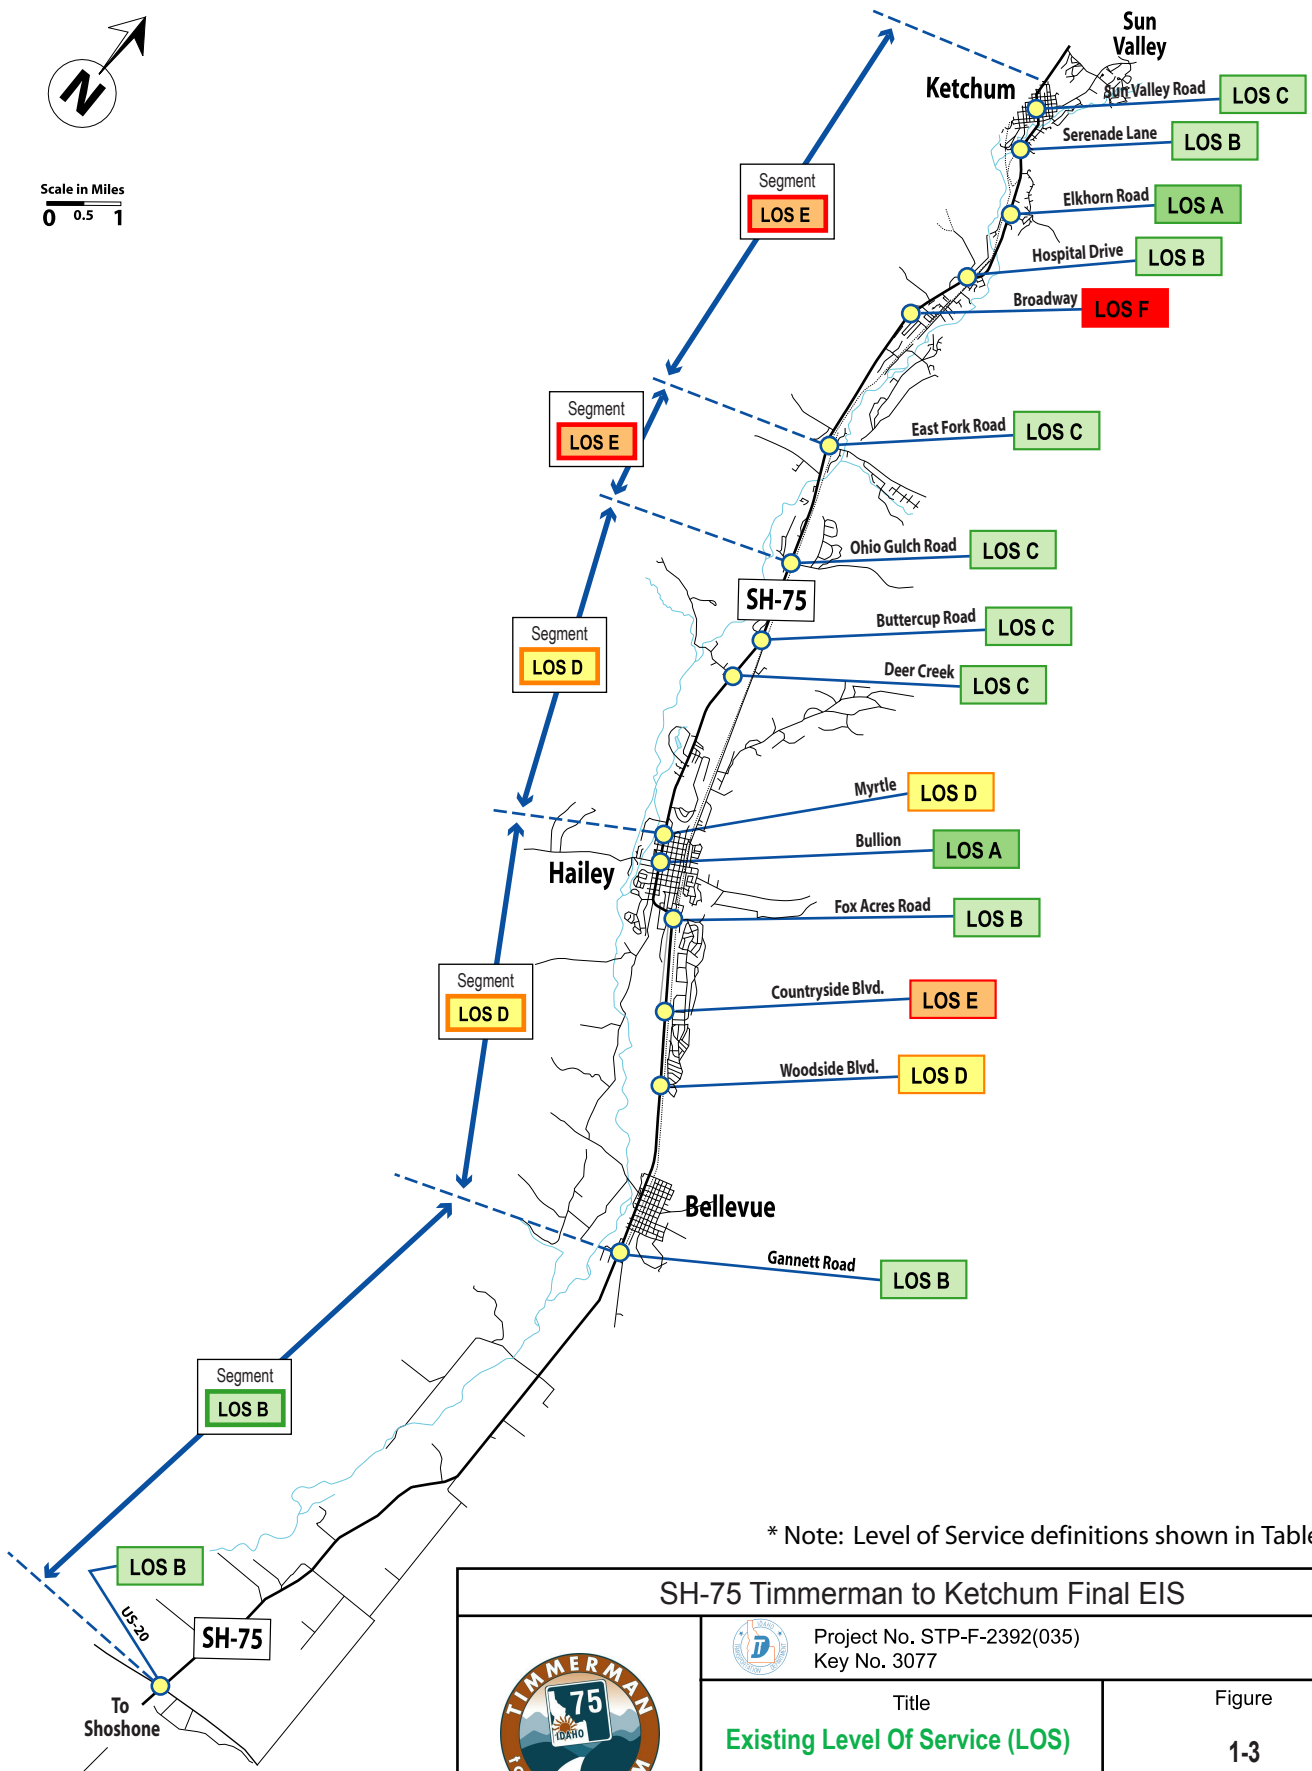 N
Scale in Miles
0 0.5 1
Sun
Valley
Ketchum
Sun Valley Road
LOS C
Serenade Lane
LOS B
Segment
LOS E
Elkhorn Road
LOS A
Hospital Drive
LOS B
Broadway
LOS F
Segment
LOS E
East Fork Road
LOS C
Ohio Gulch Road
LOS C
SH-75
Buttercup Road
LOS C
Segment
LOS D
Deer Creek
LOS C
Myrtle
LOS D
Bullion
LOS A
Hailey
Fox Acres Road
LOS B
Segment
LOS D
Countryside Blvd.
LOS E
Woodside Blvd.
LOS D
Bellevue
Gannett Road
LOS B
Segment
LOS B
LOS B
US-20
SH-75
To
Shoshone
* Note: Level of Service definitions shown in Table
SH-75 Timmerman to Ketchum Final EIS
Project No. STP-F-2392(035)
Key No. 3077
TIMMERMAN
75
IDAHO
Title
Existing Level Of Service (LOS)
Figure
1-3